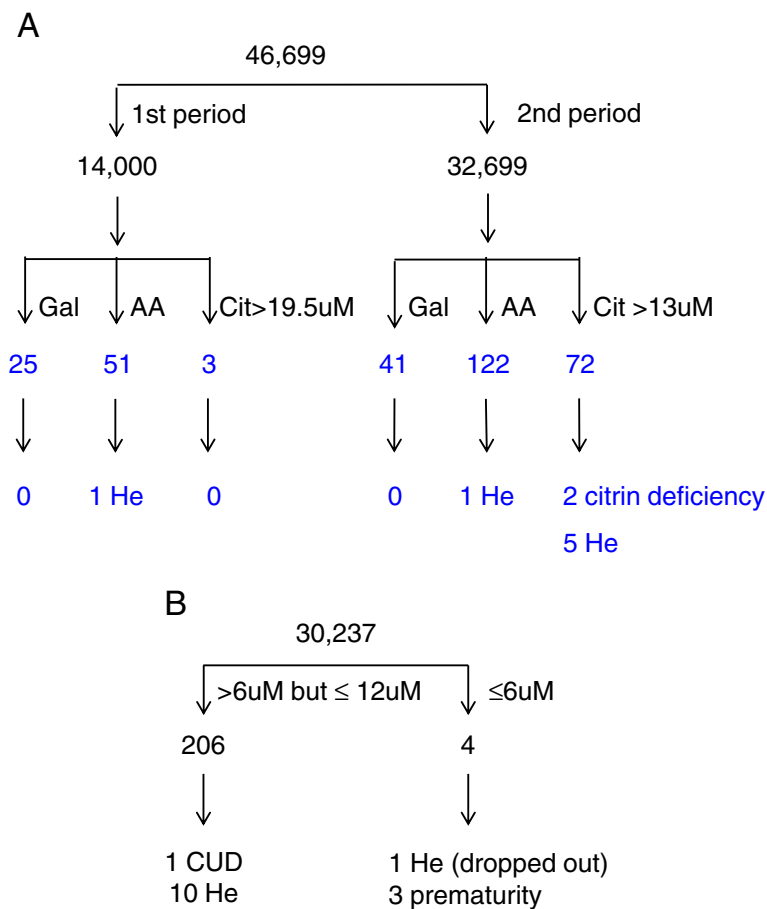 A
46,699
1st period
2nd period
14,000
32,699
Gal AA Cit>19.5uM
Gal AA Cit >13uM
25 51 3
41 122 72
0 1 He 0
0 1 He 2 citrin deficiency
5 He
B
30,237
>6uM but ≤ 12uM
≤6uM
206
4
1 CUD
10 He
1 He (dropped out)
3 prematurity